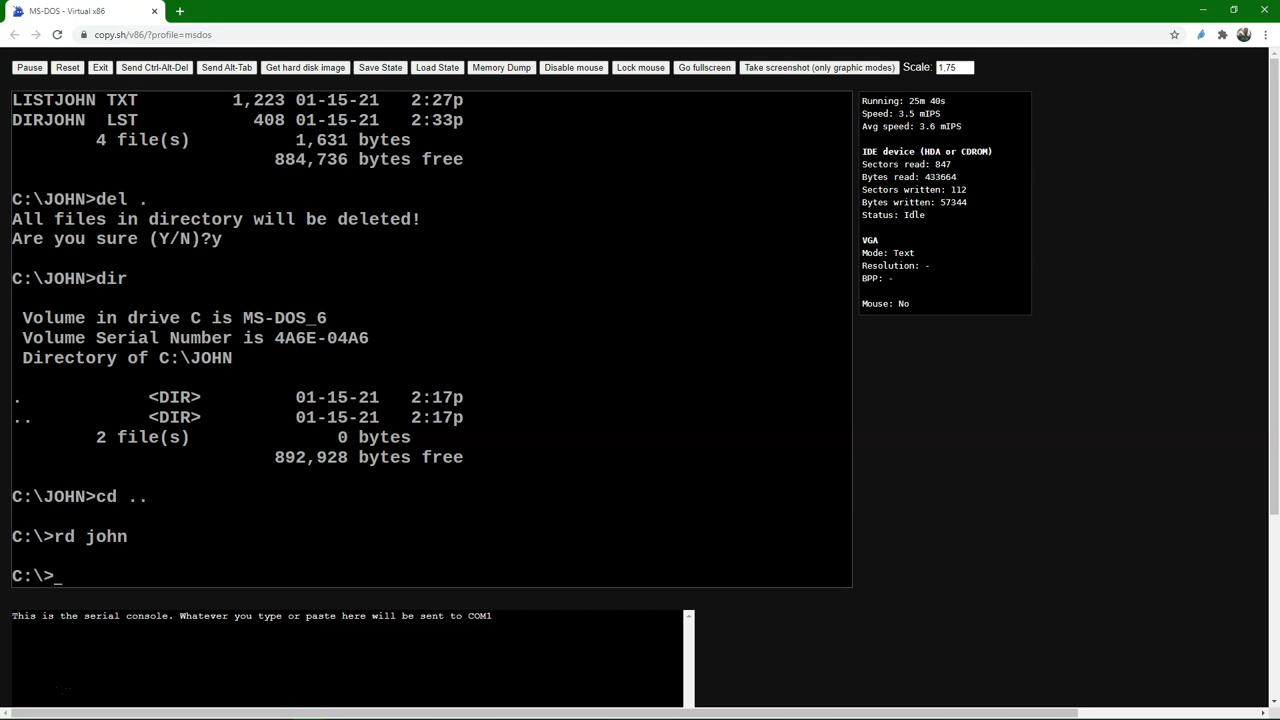 MS-DOS - Virtual x86
copy.sh/v86/?profile=msdos
Pause Reset Exit Send Ctrl-Alt-Del Send Alt-Tab Get hard disk image Save State Load State Memory Dump Disable mouse Lock mouse Go fullscreen Take screenshot (only graphic modes) Scale: 1,75
LISTJOHN TXT 1,223 01-15-21 2:27p
DIRJOHN LST 408 01-15-21 2:33p
4 file(s) 1,631 bytes
884,736 bytes free
C:\JOHN>del .
All files in directory will be deleted!
Are you sure (Y/N)?y
C:\JOHN>dir
Volume in drive C is MS-DOS_6
Volume Serial Number is 4A6E-04A6
Directory of C:\JOHN
. <DIR> 01-15-21 2:17p
.. <DIR> 01-15-21 2:17p
2 file(s) 0 bytes
892,928 bytes free
C:\JOHN>cd ..
C:\>rd john
C:\>_
Running: 25m 40s
Speed: 3.5 mIPS
Avg speed: 3.6 mIPS
IDE device (HDA or CDROM)
Sectors read: 847
Bytes read: 433664
Sectors written: 112
Bytes written: 57344
Status: Idle
VGA
Mode: Text
Resolution: -
BPP: -
Mouse: No
This is the serial console. Whatever you type or paste here will be sent to COM1